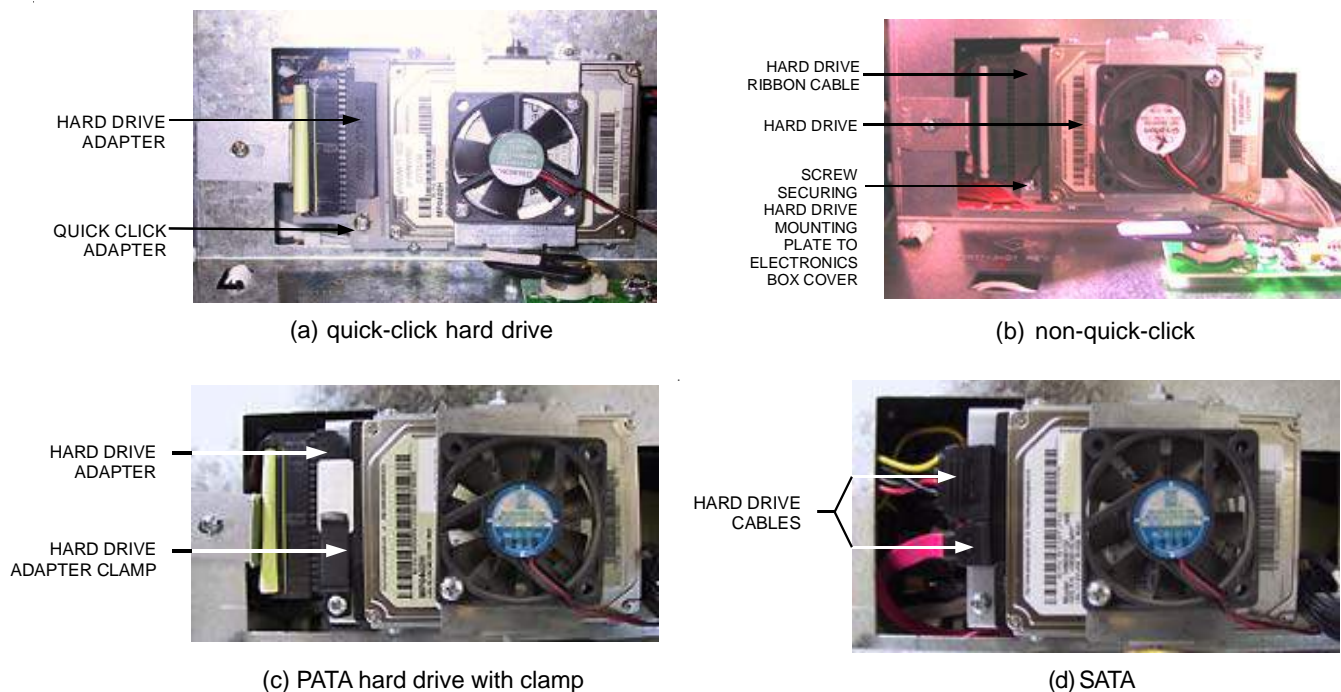 HARD DRIVE
ADAPTER
QUICK CLICK
ADAPTER
(a) quick-click hard drive
HARD DRIVE
RIBBON CABLE
HARD DRIVE
SCREW
SECURING
HARD DRIVE
MOUNTING
PLATE TO
ELECTRONICS
BOX COVER
(b) non-quick-click
HARD DRIVE
ADAPTER
HARD DRIVE
ADAPTER CLAMP
(c) PATA hard drive with clamp
HARD DRIVE
CABLES
(d) SATA